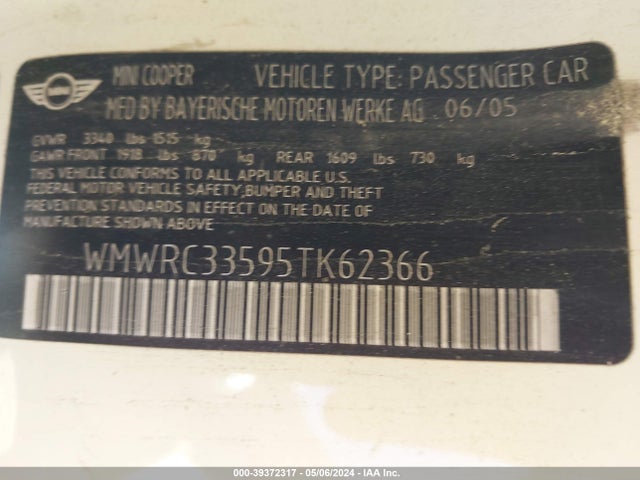 MINI COOPER VEHICLE TYPE: PASSENGER CAR
MFD BY BAYERISCHE MOTOREN WERKE AG 06/05
GVWR 3340 lbs 1515 kg
GAWR FRONT 1918 lbs 870 kg REAR 1609 lbs 730 kg
THIS VEHICLE CONFORMS TO ALL APPLICABLE U.S.
FEDERAL MOTOR VEHICLE SAFETY,BUMPER AND THEFT
PREVENTION STANDARDS IN EFFECT ON THE DATE OF
MANUFACTURE SHOWN ABOVE
WMWRC33595TK62366
000-39372317 - 05/06/2024 - IAAI.COM